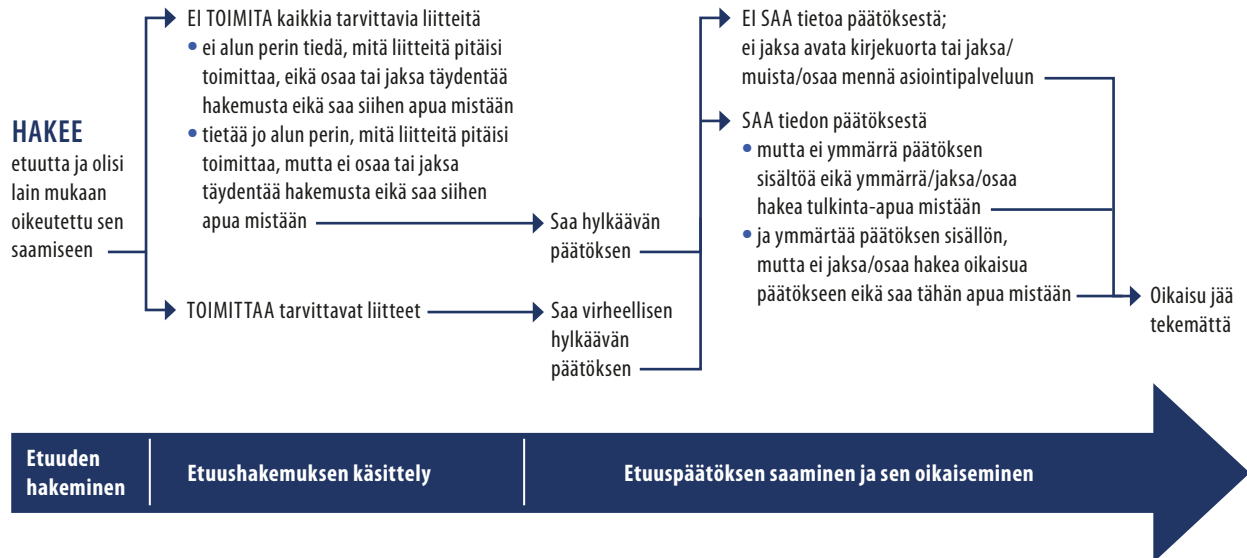 HAKEE
etuutta ja olisi
lain mukaan
oikeutettu sen
saamiseen
EI TOIMITA kaikkia tarvittavia liitteitä
• ei alun perin tiedä, mitä liitteitä pitäisi
toimittaa, eikä osaa tai jaksa täydentää
hakemusta eikä saa siihen apua mistään
• tietää jo alun perin, mitä liitteitä pitäisi
toimittaa, mutta ei osaa tai jaksa
täydentää hakemusta eikä saa siihen
apua mistään
TOIMITTAA tarvittavat liitteet
Saa hylkäävän
päätöksen
Saa virheellisen
hylkäävän
päätöksen
EI SAA tietoa päätöksestä;
ei jaksa avata kirjekuorta tai jaksa/
muista/osaa mennä asiointipalveluun
SAA tiedon päätöksestä
• mutta ei ymmärrä päätöksen
sisältöä eikä ymmärrä/jaksa/osaa
hakea tulkinta-apua mistään
• ja ymmärtää päätöksen sisällön,
mutta ei jaksa/osaa hakea oikaisua
päätökseen eikä saa tähän apua mistään
Oikaisu jää
tekemättä
Etuuden
hakeminen
Etuushakemuksen käsittely
Etuuspäätöksen saaminen ja sen oikaiseminen